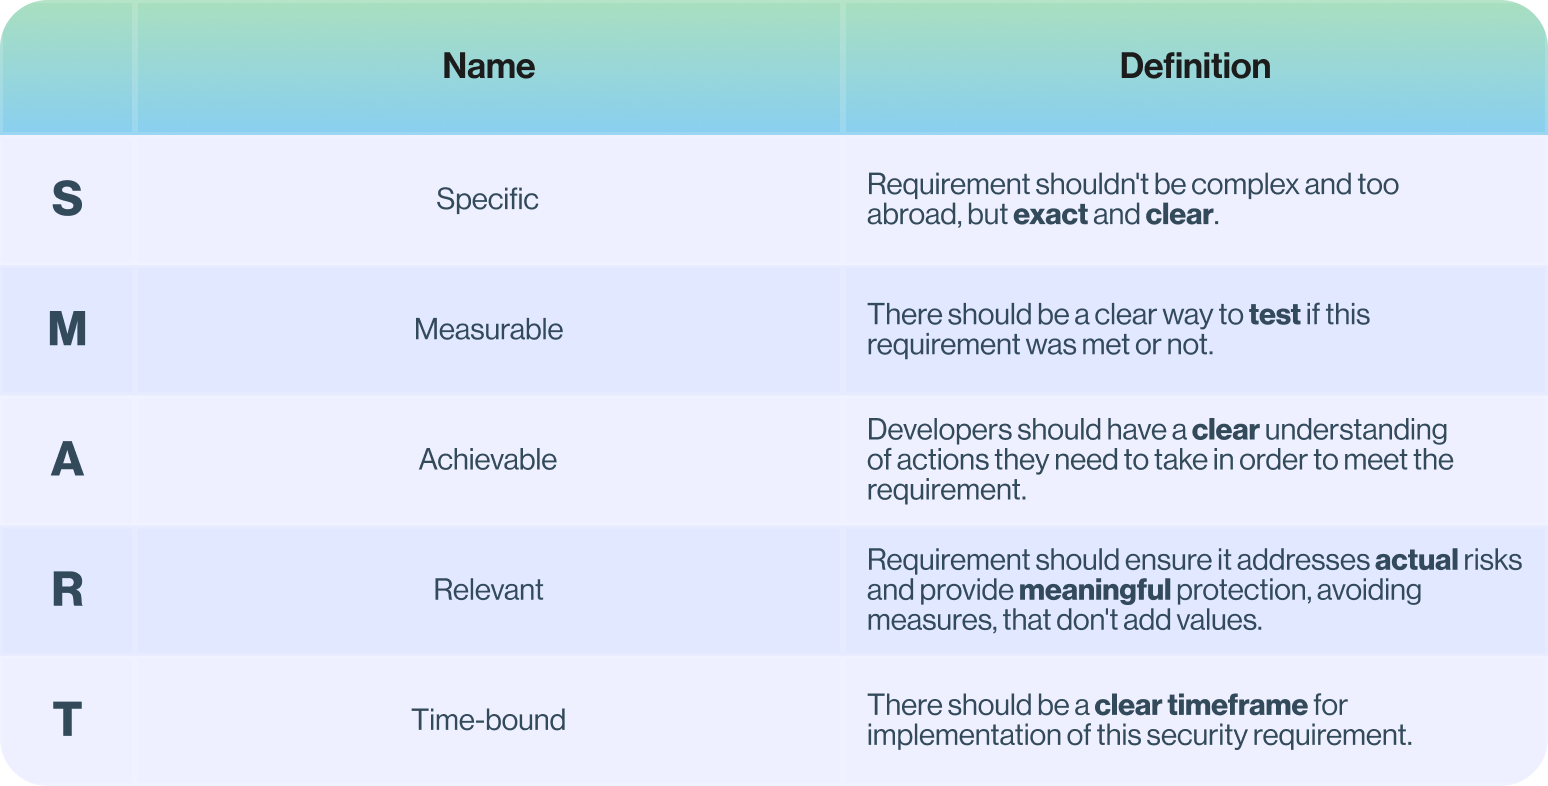 Name Definition
S Specific Requirement shouldn't be complex and too
abroad, but exact and clear.
M Measurable There should be a clear way to test if this
requirement was met or not.
A Achievable Developers should have a clear understanding
of actions they need to take in order to meet the
requirement.
R Relevant Requirement should ensure it addresses actual risks
and provide meaningful protection, avoiding
measures, that don't add values.
T Time-bound There should be a clear timeframe for
implementation of this security requirement.